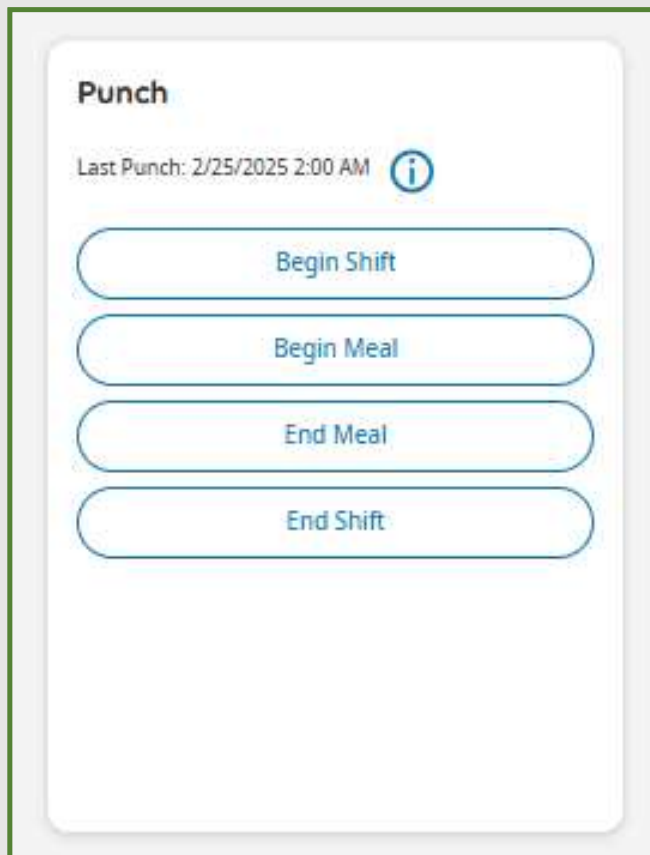 Punch
Last Punch: 2/25/2025 2:00 AM
Begin Shift
Begin Meal
End Meal
End Shift